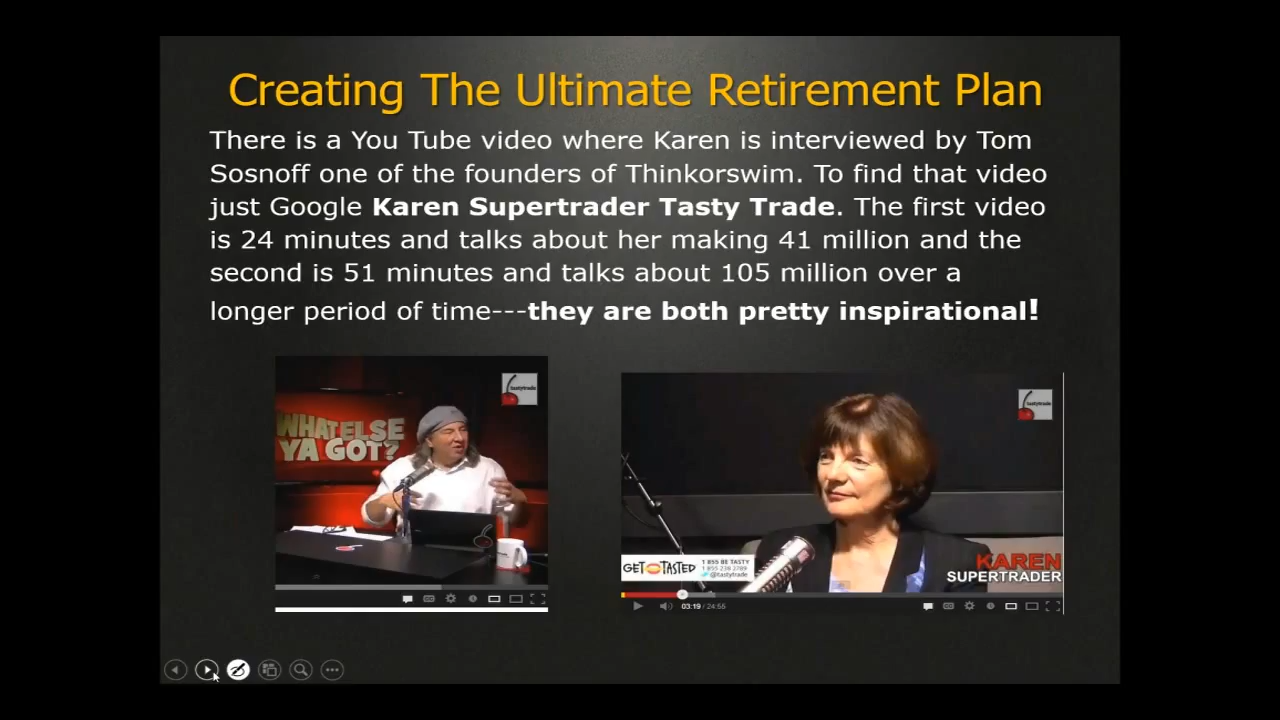 Creating The Ultimate Retirement Plan
There is a You Tube video where Karen is interviewed by Tom
Sosnoff one of the founders of Thinkorswim. To find that video
just Google Karen Supertrader Tasty Trade. The first video
is 24 minutes and talks about her making 41 million and the
second is 51 minutes and talks about 105 million over a
longer period of time---they are both pretty inspirational!
tastytrade
WHAT ELSE
YA GOT?
tastytrade
GET TASTED
1 855 BE TASTY
@tastytrade
KAREN
SUPERTRADER
03:19 / 24:55